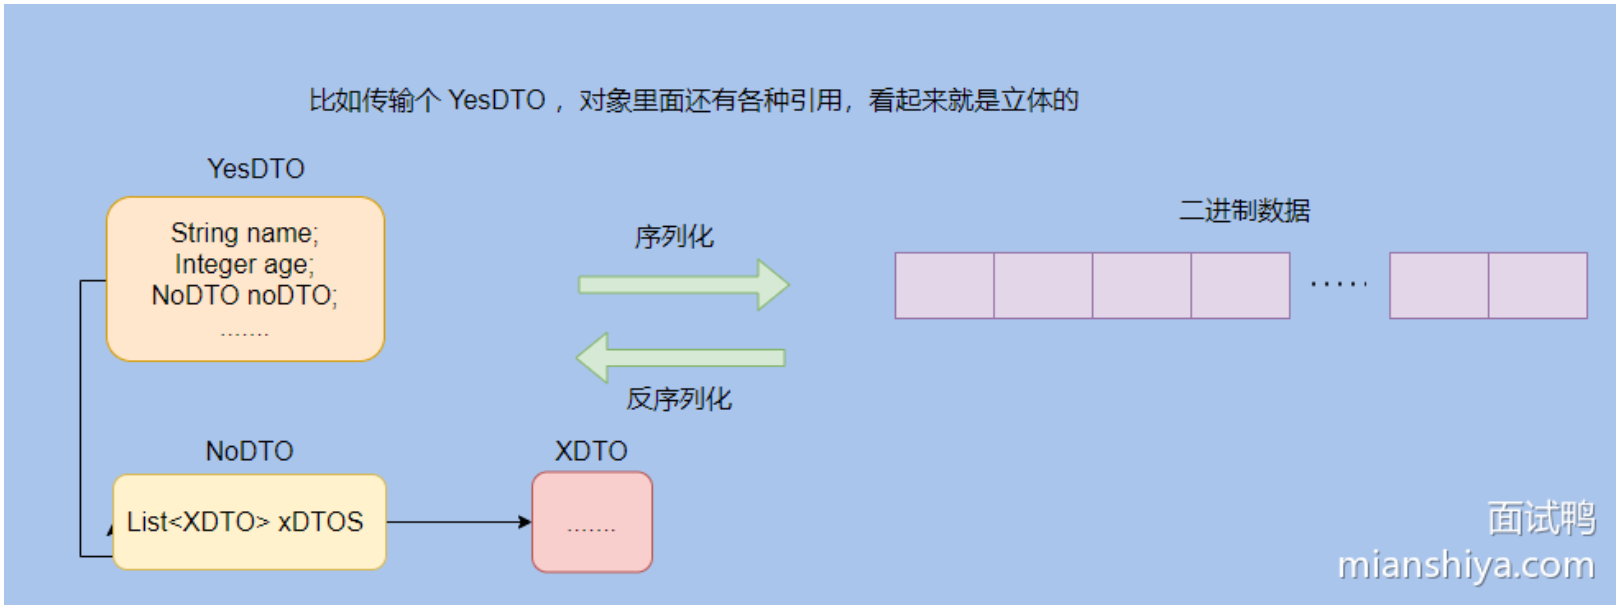 比如传输个 YesDTO ，对象里面还有各种引用，看起来就是立体的
YesDTO
String name;
Integer age;
NoDTO noDTO;
.......
序列化
反序列化
二进制数据
·····
NoDTO
List<XDTO> xDTOS
XDTO
.......
面试鸭
mianshiya.com